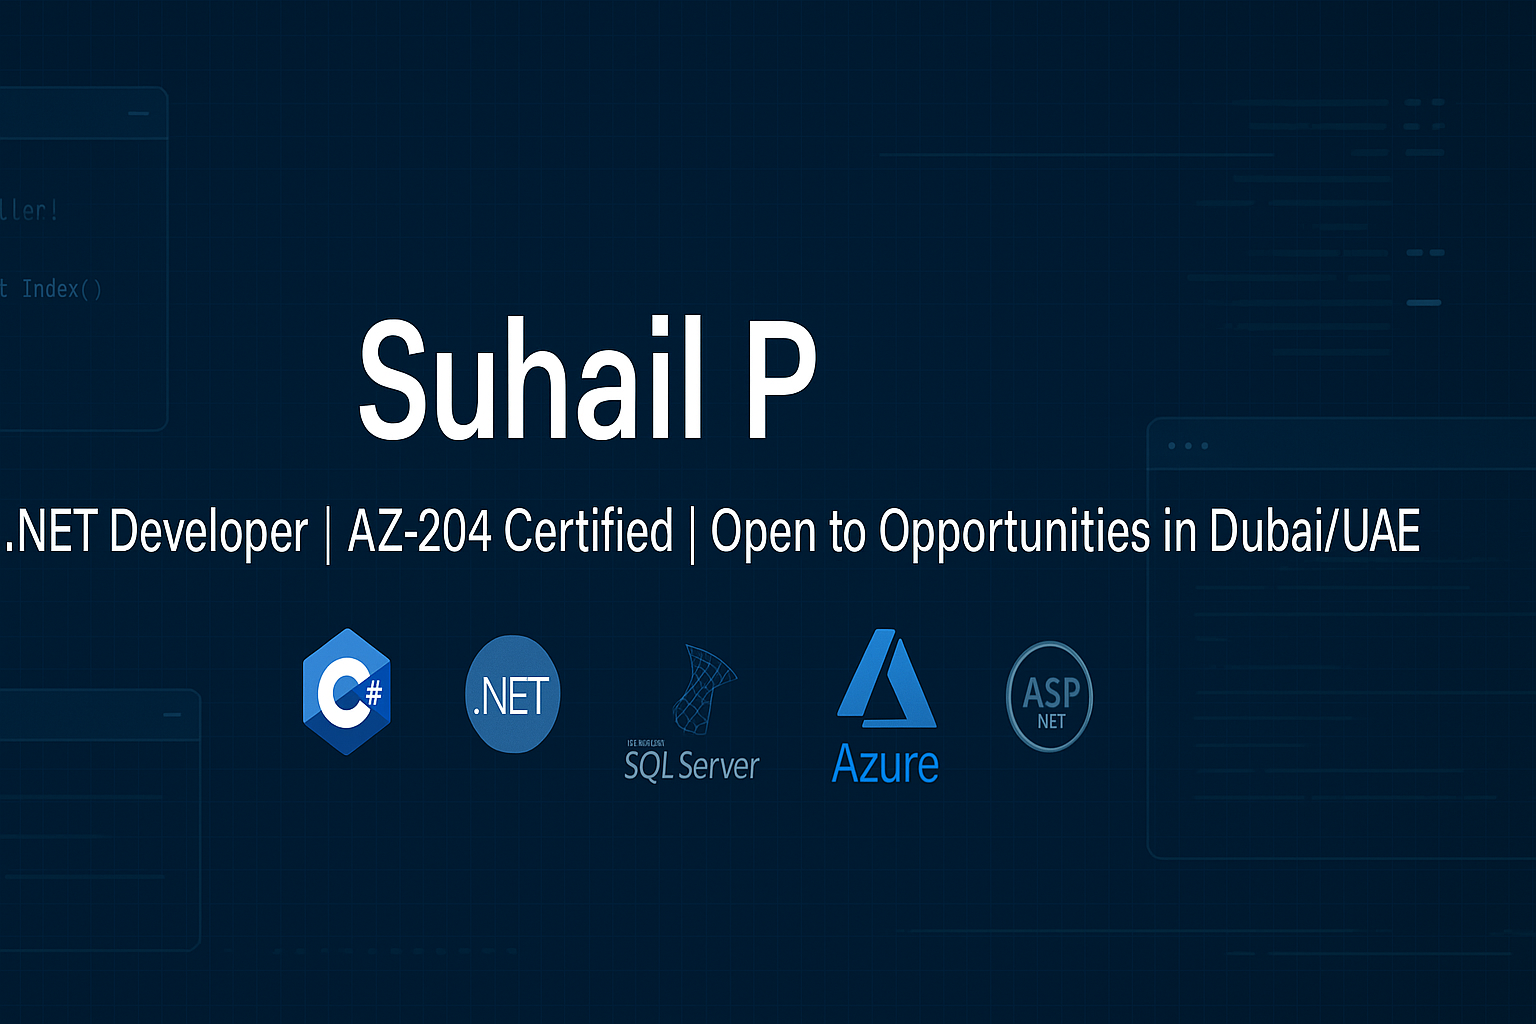 ller!
t Index()
Suhail P
.NET Developer | AZ-204 Certified | Open to Opportunities in Dubai/UAE
C#
.NET
SQL Server
Azure
ASP
NET